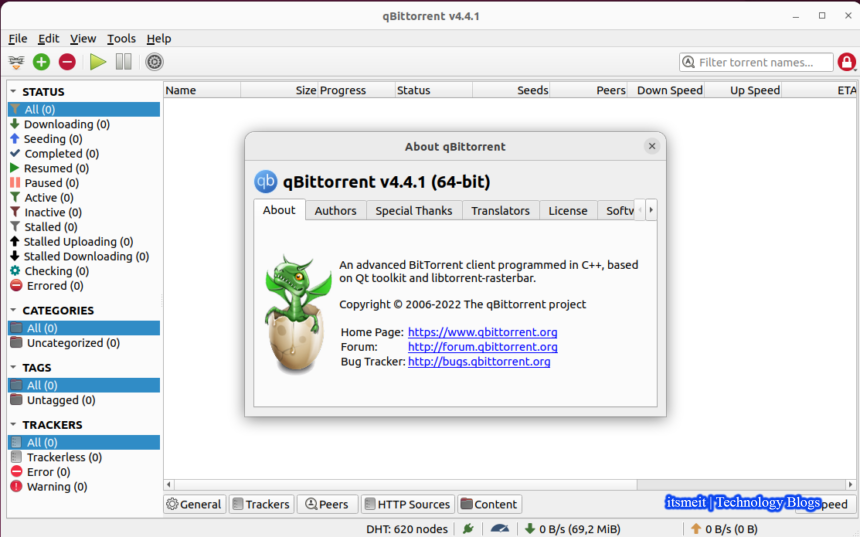 qBittorrent v4.4.1
File Edit View Tools Help
Filter torrent names...
STATUS
All (0)
Downloading (0)
Seeding (0)
Completed (0)
Resumed (0)
Paused (0)
Active (0)
Inactive (0)
Stalled (0)
Stalled Uploading (0)
Stalled Downloading (0)
Checking (0)
Errored (0)
CATEGORIES
All (0)
Uncategorized (0)
TAGS
All (0)
Untagged (0)
TRACKERS
All (0)
Trackerless (0)
Error (0)
Warning (0)
Name Size Progress Status Seeds Peers Down Speed Up Speed ETA
About qBittorrent
qb qBittorrent v4.4.1 (64-bit)
About Authors Special Thanks Translators License Softw
An advanced BitTorrent client programmed in C++, based
on Qt toolkit and libtorrent-rasterbar.
Copyright © 2006-2022 The qBittorrent project
Home Page: https://www.qbittorrent.org
Forum: http://forum.qbittorrent.org
Bug Tracker: http://bugs.qbittorrent.org
General Trackers Peers HTTP Sources Content
itsmeit | Technology Blogs
DHT: 620 nodes 0 B/s (69,2 MiB) 0 B/s (0 B)